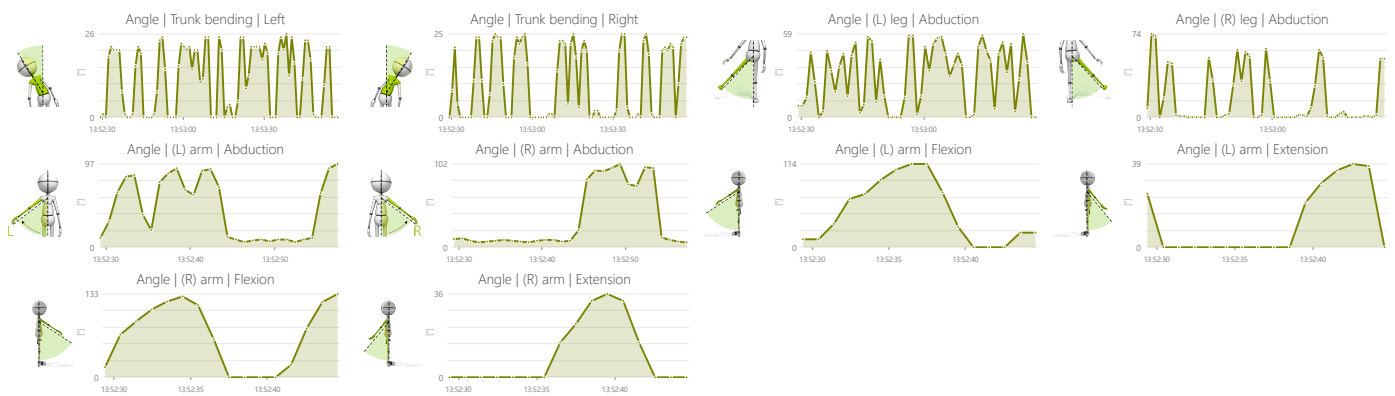 Angle | Trunk bending | Left
26
[°]
0
13:52:30 13:53:00 13:53:30
Angle | Trunk bending | Right
25
[°]
0
13:52:30 13:53:00 13:53:30
Angle | (L) leg | Abduction
59
[°]
0
13:52:30 13:53:00
Angle | (R) leg | Abduction
74
[°]
0
13:52:30 13:53:00
Angle | (L) arm | Abduction
97
[°]
0
L
13:52:30 13:52:40 13:52:50
Angle | (R) arm | Abduction
102
[°]
0
R
13:52:30 13:52:40 13:52:50
Angle | (L) arm | Flexion
114
[°]
0
13:52:30 13:52:35 13:52:40
Angle | (L) arm | Extension
39
[°]
0
13:52:30 13:52:40
Angle | (R) arm | Flexion
133
[°]
0
13:52:30 13:52:35 13:52:40
Angle | (R) arm | Extension
36
[°]
0
13:52:30 13:52:40